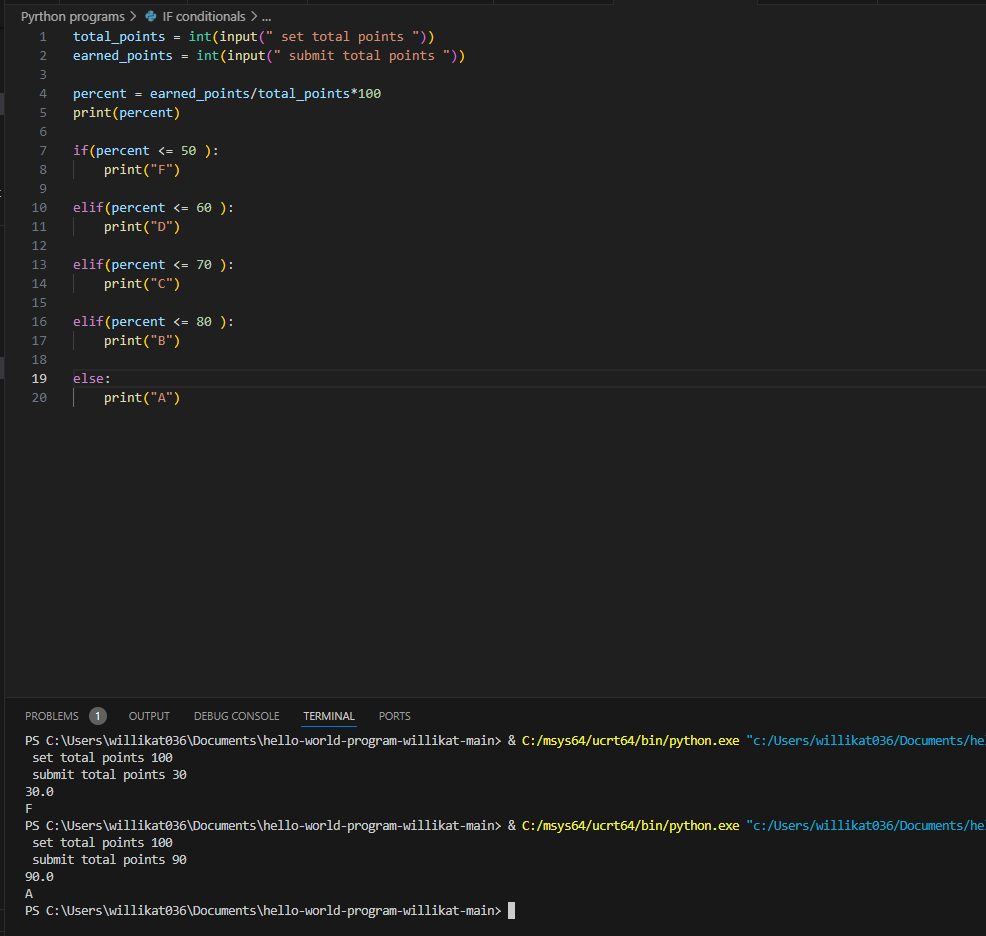 Pyrthon programs > IF conditionals > ...
1 total_points = int(input(" set total points "))
2 earned_points = int(input(" submit total points "))
3
4 percent = earned_points/total_points*100
5 print(percent)
6
7 if(percent <= 50 ):
8     print("F")
9
10 elif(percent <= 60 ):
11     print("D")
12
13 elif(percent <= 70 ):
14     print("C")
15
16 elif(percent <= 80 ):
17     print("B")
18
19 else:
20     print("A")
PROBLEMS 1 OUTPUT DEBUG CONSOLE TERMINAL PORTS
PS C:\Users\willikat036\Documents\hello-world-program-willikat-main> & C:/msys64/ucrt64/bin/python.exe "c:/Users/willikat036/Documents/he
 set total points 100
 submit total points 30
30.0
F
PS C:\Users\willikat036\Documents\hello-world-program-willikat-main> & C:/msys64/ucrt64/bin/python.exe "c:/Users/willikat036/Documents/he
 set total points 100
 submit total points 90
90.0
A
PS C:\Users\willikat036\Documents\hello-world-program-willikat-main>